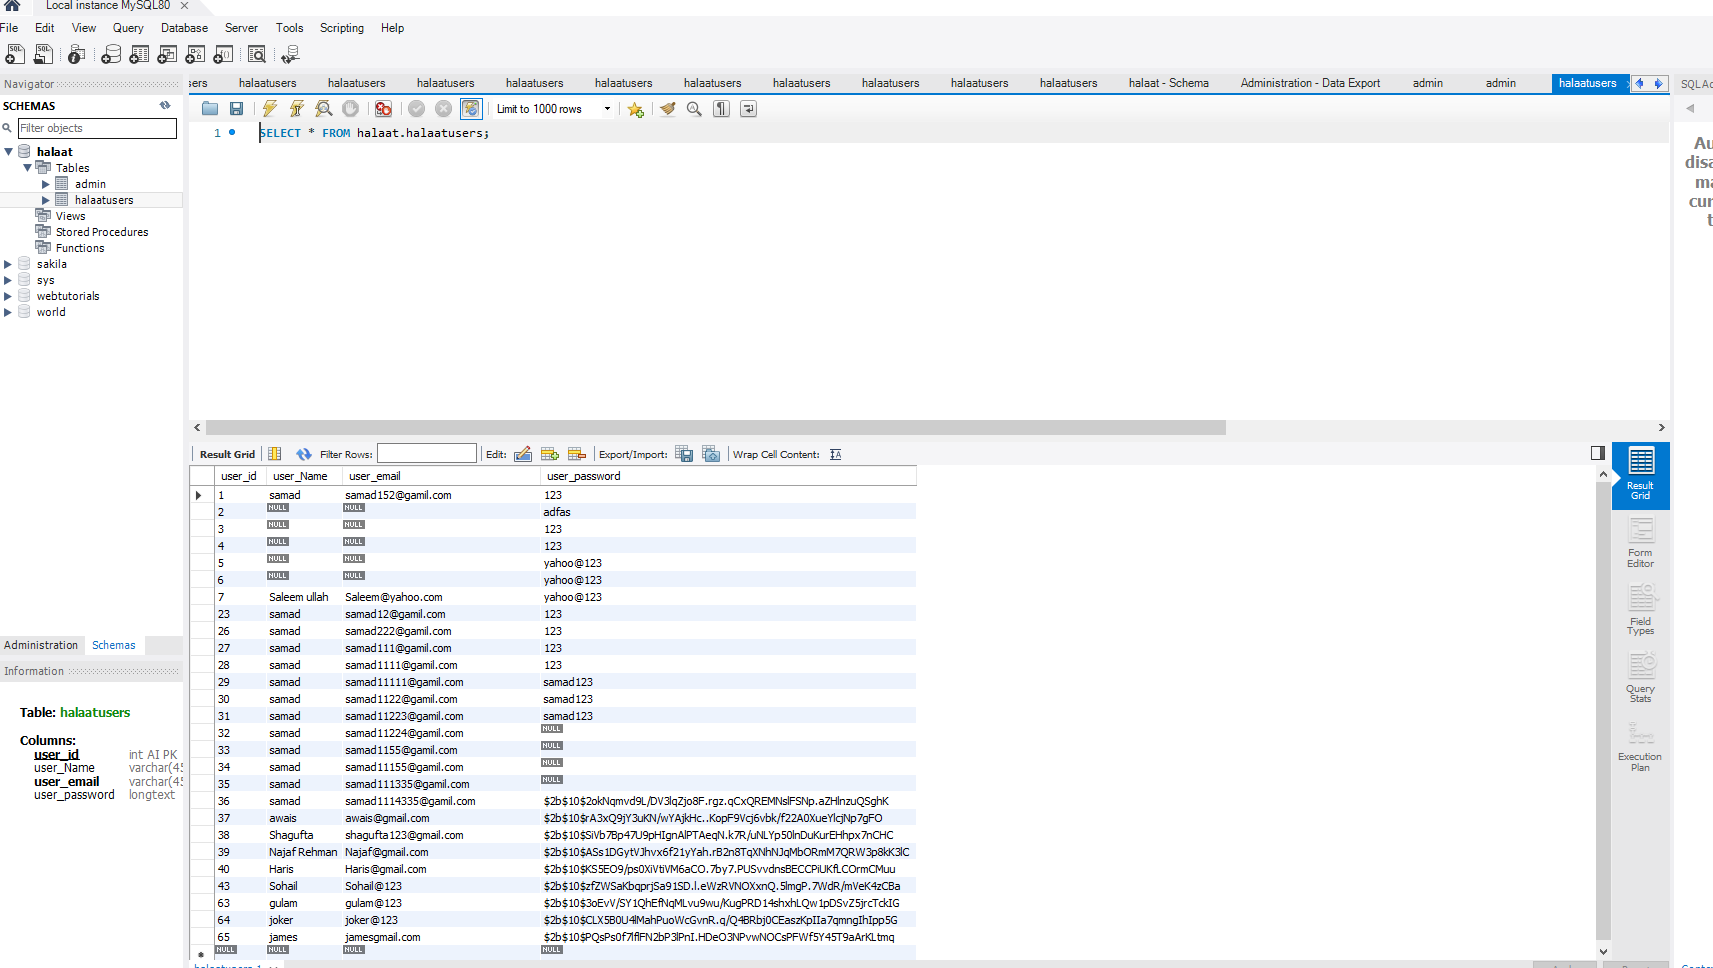 Local instance MySQL80
File Edit View Query Database Server Tools Scripting Help
Navigator
SCHEMAS
Filter objects
halaat
Tables
admin
halaatusers
Views
Stored Procedures
Functions
sakila
sys
webtutorials
world
Administration Schemas
Information
Table: halaatusers
Columns:
user_id int AI PK
user_Name varchar(45
user_email varchar(45
user_password longtext
sers halaatusers halaatusers halaatusers halaatusers halaatusers halaatusers halaatusers halaatusers halaatusers halaatusers halaat - Schema Administration - Data Export admin admin halaatusers
Limit to 1000 rows
1 SELECT * FROM halaat.halaatusers;
Result Grid Filter Rows: Edit: Export/Import: Wrap Cell Content:
user_id user_Name user_email user_password
1 samad samad152@gamil.com 123
2 NULL NULL adfas
3 NULL NULL 123
4 NULL NULL 123
5 NULL NULL yahoo@123
6 NULL NULL yahoo@123
7 Saleem ullah Saleem@yahoo.com yahoo@123
23 samad samad12@gamil.com 123
26 samad samad222@gamil.com 123
27 samad samad111@gamil.com 123
28 samad samad1111@gamil.com 123
29 samad samad11111@gamil.com samad123
30 samad samad1122@gamil.com samad123
31 samad samad11223@gamil.com samad123
32 samad samad11224@gamil.com NULL
33 samad samad1155@gamil.com NULL
34 samad samad11155@gamil.com NULL
35 samad samad111335@gamil.com NULL
36 samad samad1114335@gamil.com $2b$10$2okNqmvd9L/DV3lqZjo8F.rgz.qCxQREMNslFSNp.aZHlnzuQSghK
37 awais awais@gmail.com $2b$10$rA3xQ9jY3uKN/wYAjkHc..KopF9Vcj6vbk/f22A0XueYlcjNp7gFO
38 Shagufta shagufta123@gmail.com $2b$10$SiVb7Bp47U9pHIgnAlPTAeqN.k7R/uNLYp50lnDuKurEHhpx7nCHC
39 Najaf Rehman Najaf@gmail.com $2b$10$ASs1DGytVJhvx6f21yYah.rB2n8TqXNhNJqMbORmM7QRW3p8kK3lC
40 Haris Haris@gmail.com $2b$10$KS5EO9/ps0XiVtiVM6aCO.7by7.PUSvvdnsBECCPiUKfLCOrmCMuu
43 Sohail Sohail@123 $2b$10$zfZWSaKbqprjSa91SD.l.eWzRVNOXxnQ.5lmgP.7WdR/mVeK4zCBa
63 gulam gulam@123 $2b$10$3oEvV/SY1QhEfNqMLvu9wu/KugPRD14shxhLQw1pDSvZ5jrcTckIG
64 joker joker@123 $2b$10$CLX5B0U4lMahPuoWcGvnR.q/Q4BRbj0CEaszKpIIa7qmngIhIpp5G
65 james jamesgmail.com $2b$10$PQsPs0f7lflFN2bP3lPnI.HDeO3NPvwNOCsPFWf5Y45T9aArKLtmq
NULL NULL NULL NULL
halaatusers 1
Result
Grid
Form
Editor
Field
Types
Query
Stats
Execution
Plan
SQLAd
Au
disa
ma
cur
t